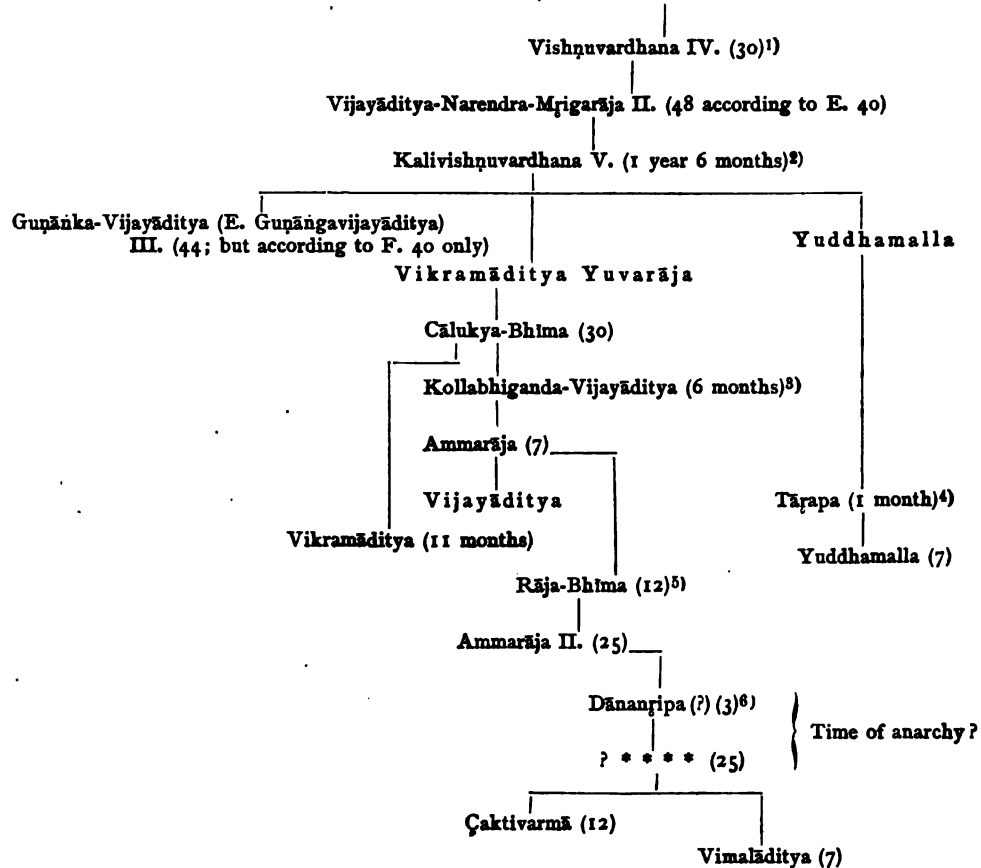 Vishṇuvardhana IV. (30)¹)
Vijayāditya-Narendra-Mṛigarāja II. (48 according to E. 40)
Kalivishṇuvardhana V. (1 year 6 months)²)
Guṇāṅka-Vijayāditya (E. Guṇāṅgavijayāditya)
III. (44; but according to F. 40 only)
Yuddhamalla
Vikramāditya Yuvarāja
Cālukya-Bhīma (30)
Kollabhiganda-Vijayāditya (6 months)³)
Ammarāja (7)
Vijayāditya
Tāṛapa (1 month)⁴)
Vikramāditya (11 months)
Yuddhamalla (7)
Rāja-Bhīma (12)⁵)
Ammarāja II. (25)
Dānanṛipa (?) (3)⁶)
Time of anarchy?
? * * * * (25)
Çaktivarmā (12)
Vimalāditya (7)